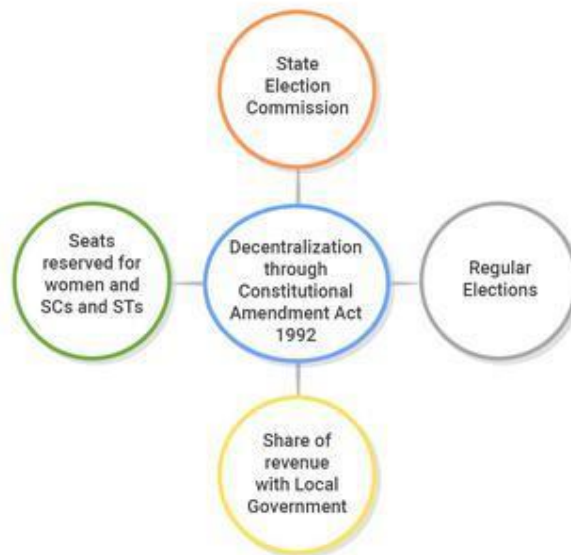 State
Election
Commission
Seats
reserved for
women and
SCs and STs
Decentralization
through
Constitutional
Amendment Act
1992
Regular
Elections
Share of
revenue
with Local
Government